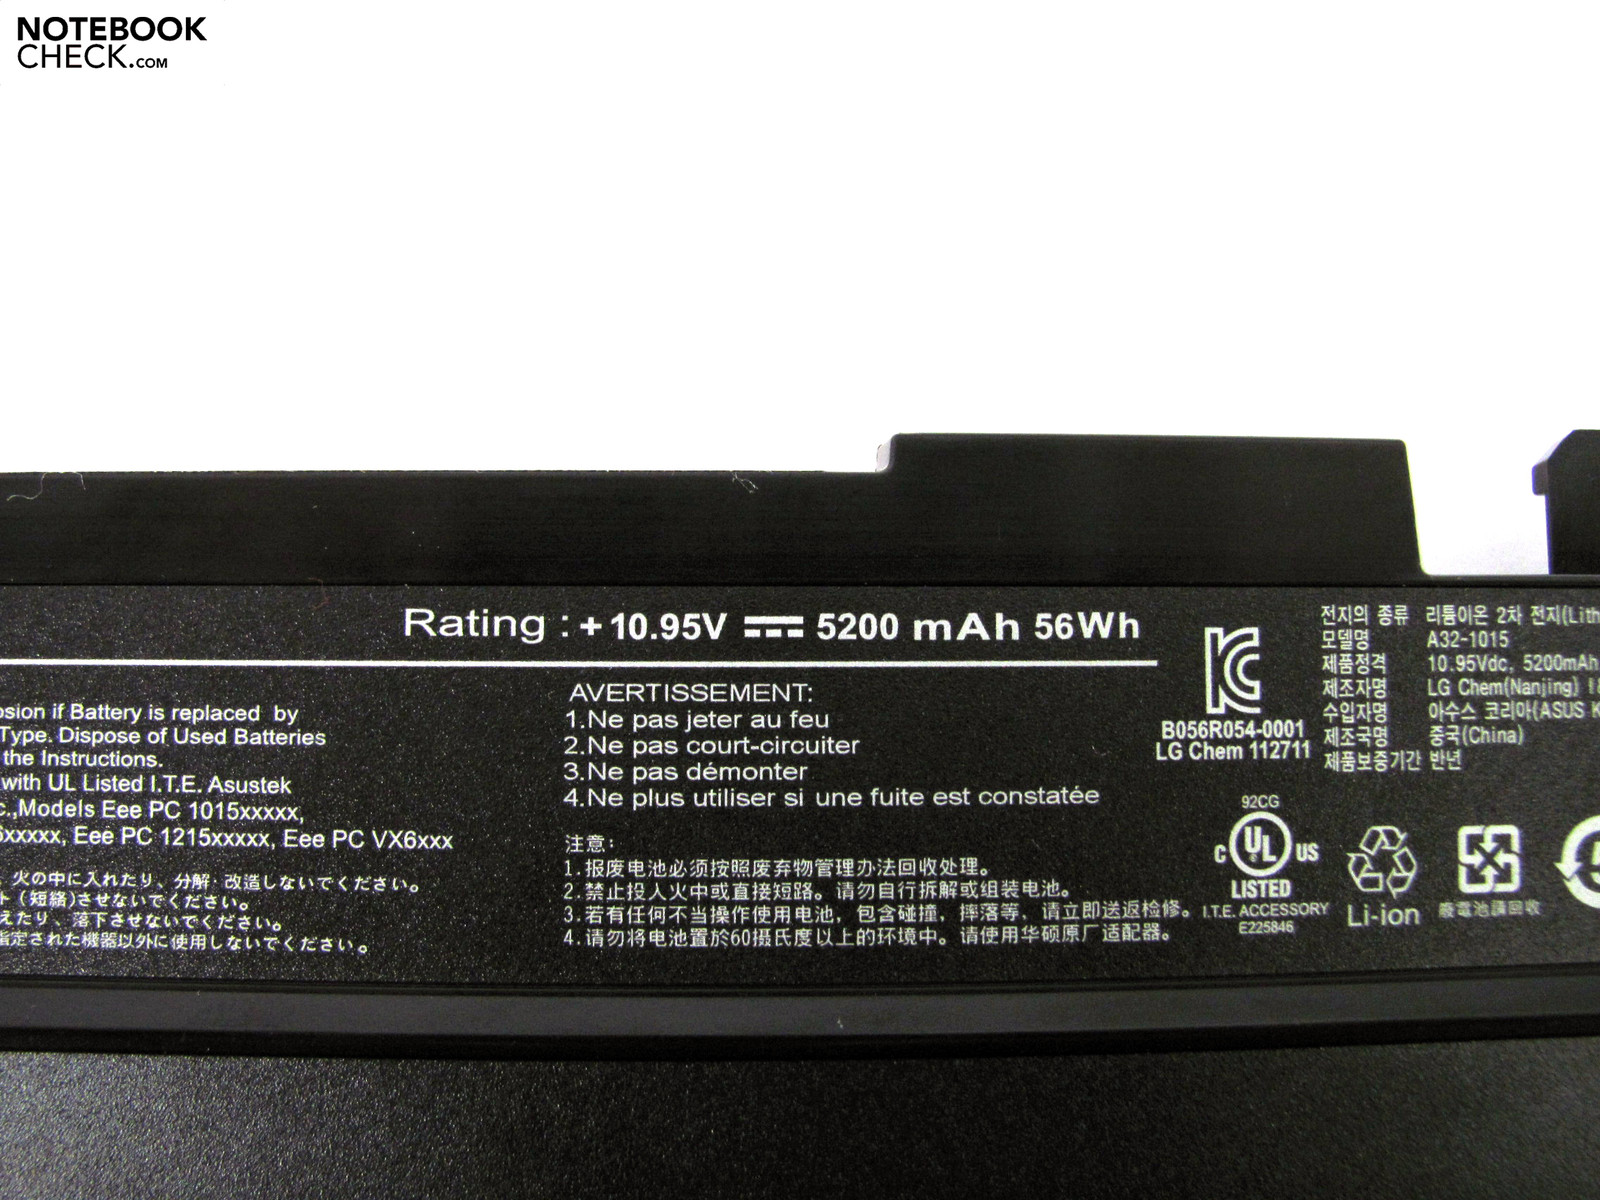 NOTEBOOK
CHECK.COM
Rating : + 10.95V 5200 mAh 56Wh
osion if Battery is replaced by
Type. Dispose of Used Batteries
the Instructions.
with UL Listed I.T.E. Asustek
c.,Models Eee PC 1015xxxxx,
6xxxxx, Eee PC 1215xxxxx, Eee PC VX6xxx
火の中に入れたり、分解·改造しないでください。
ト（短絡)させないでください。
えたり、落下させないでください。
指定された機器以外に使用しないでください。
AVERTISSEMENT:
1.Ne pas jeter au feu
2.Ne pas court-circuiter
3.Ne pas démonter
4.Ne plus utiliser si une fuite est constatée
注意:
1.报废电池必须按照废弃物管理办法回收处理。
2.禁止投入火中或直接短路。请勿自行拆解或组装电池。
3.若有任何不当操作使用电池，包含碰撞，摔落等，请立即送返检修。
4.请勿将电池置於60摄氏度以上的环境中。请使用华硕原厂适配器。
B056R054-0001
LG Chem 112711
전지의 종류 리튬이온 2차 전지(Lith
모델명 A32-1015
제품정격 10.95Vdc, 5200mAh
제조자명 LG Chem(Nanjing) I
수입자명 아수스 코리아(ASUS K
제조국명 중국(China)
제품보증기간 반년
92CG
C UL US
LISTED
I.T.E. ACCESSORY
E225846
Li-ion
廢電池請回收